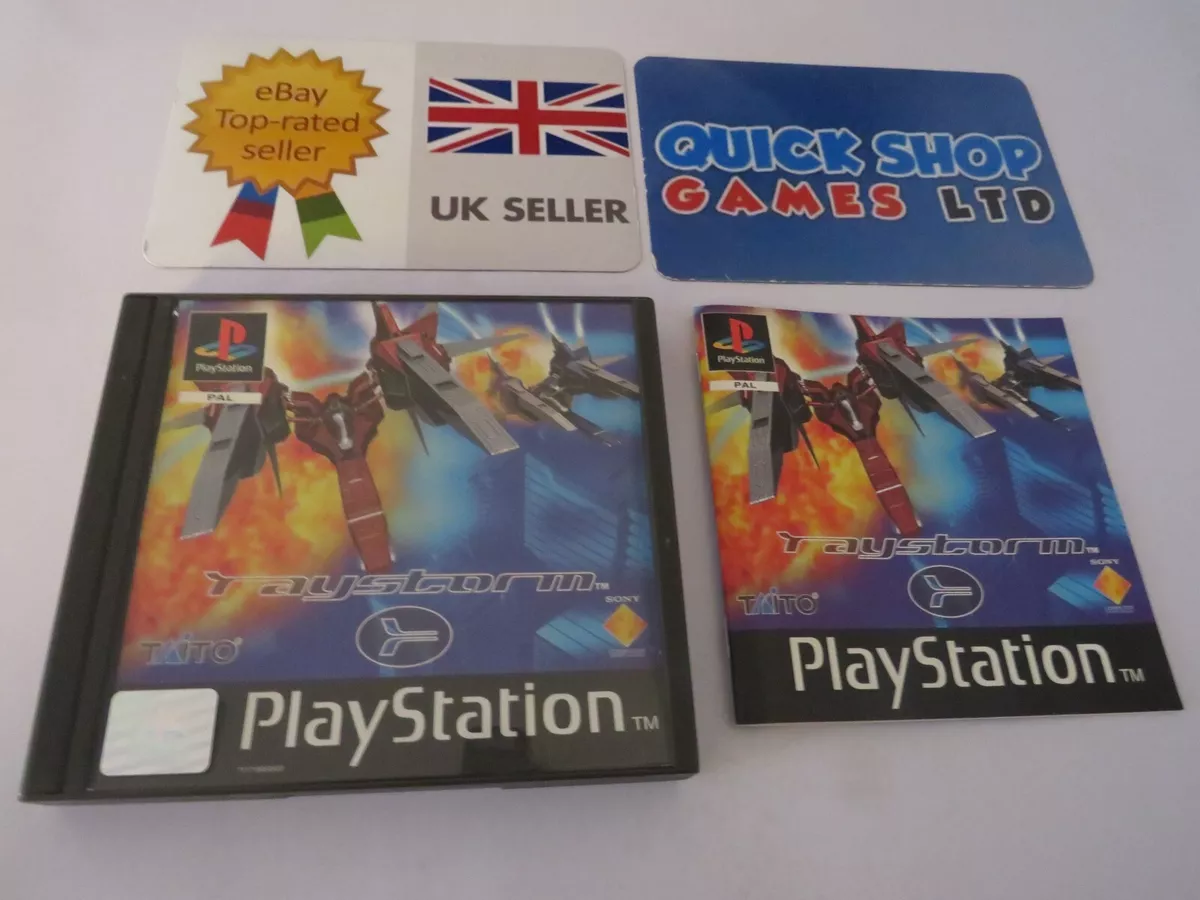 eBay
Top-rated
seller
UK SELLER
QUICK SHOP
GAMES LTD
PlayStation
PAL
raystorm™
SONY
TAITO®
PlayStation™
PlayStation
PAL
raystorm™
SONY
TAITO®
PlayStation™